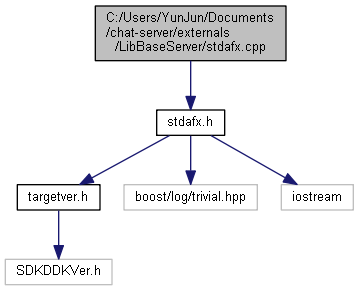 C:/Users/YunJun/Documents
/chat-server/externals
/LibBaseServer/stdafx.cpp
stdafx.h
targetver.h
boost/log/trivial.hpp
iostream
SDKDDKVer.h